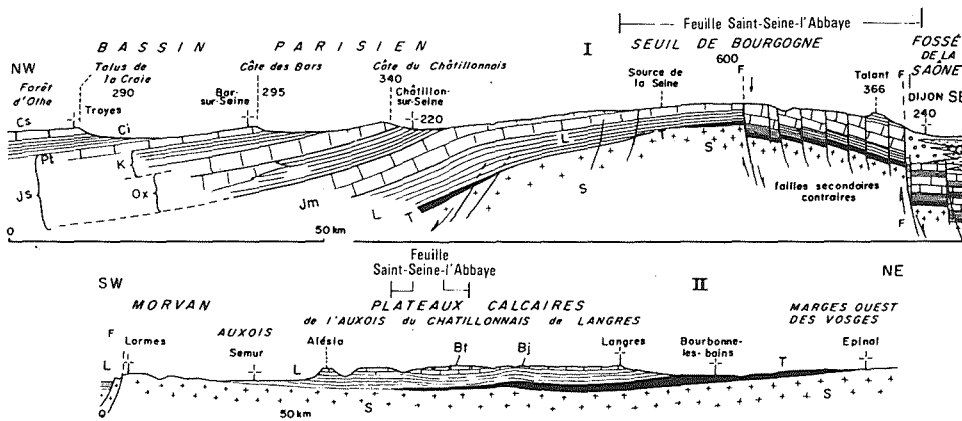 Feuille Saint-Seine-l'Abbaye
BASSIN PARISIEN I SEUIL DE BOURGOGNE FOSSÉ
DE LA
SAÔNE
NW Talus de la Craie Côte des Bars Côte du Châtillonnais 600 F F
Forêt d'Othe 290 295 340 Source de la Seine Talant DIJON SE
Troyes Bar-sur-Seine Châtillon-sur-Seine 366 240
220
Cs Ci
Pt K L T
Js Ox S S
Jm failles secondaires
contraires
L T F
0 50 km
Feuille
Saint-Seine-l'Abbaye
SW II NE
MORVAN PLATEAUX CALCAIRES MARGES OUEST
de L'AUXOIS du CHATILLONNAIS de LANGRES DES VOSGES
F AUXOIS
Lormes Semur Alésia Bt Bj Langres Bourbonne-les-bains T Epinal
L L
0 50 km S S